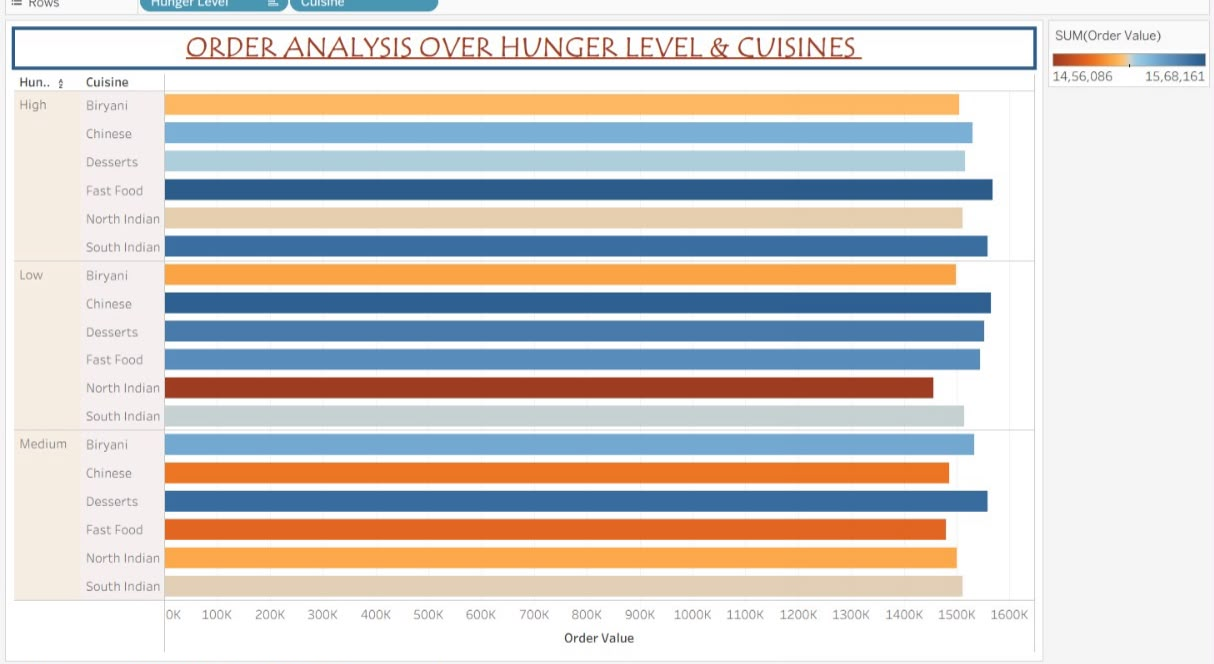 Rows Hunger Level Cuisine
ORDER ANALYSIS OVER HUNGER LEVEL & CUISINES
SUM(Order Value)
14,56,086 15,68,161
Hun.. Cuisine
High Biryani
Chinese
Desserts
Fast Food
North Indian
South Indian
Low Biryani
Chinese
Desserts
Fast Food
North Indian
South Indian
Medium Biryani
Chinese
Desserts
Fast Food
North Indian
South Indian
0K 100K 200K 300K 400K 500K 600K 700K 800K 900K 1000K 1100K 1200K 1300K 1400K 1500K 1600K
Order Value